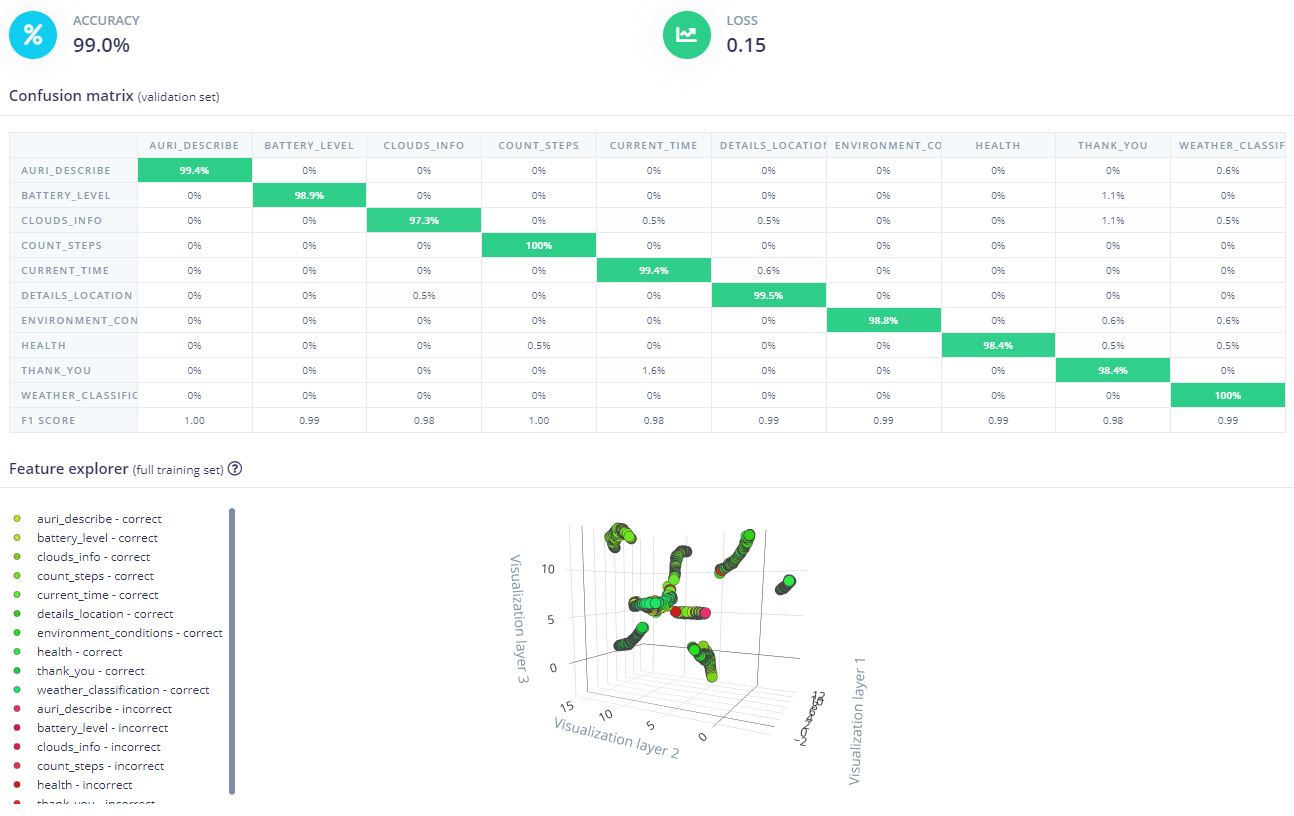 ACCURACY
99.0%
LOSS
0.15
Confusion matrix (validation set)
AURI_DESCRIBE BATTERY_LEVEL CLOUDS_INFO COUNT_STEPS CURRENT_TIME DETAILS_LOCATION ENVIRONMENT_CO HEALTH THANK_YOU WEATHER_CLASSIF
AURI_DESCRIBE 99.4% 0% 0% 0% 0% 0% 0% 0% 0% 0.6%
BATTERY_LEVEL 0% 98.9% 0% 0% 0% 0% 0% 0% 1.1% 0%
CLOUDS_INFO 0% 0% 97.3% 0% 0.5% 0.5% 0% 0% 1.1% 0.5%
COUNT_STEPS 0% 0% 0% 100% 0% 0% 0% 0% 0% 0%
CURRENT_TIME 0% 0% 0% 0% 99.4% 0.6% 0% 0% 0% 0%
DETAILS_LOCATION 0% 0% 0.5% 0% 0% 99.5% 0% 0% 0% 0%
ENVIRONMENT_CON 0% 0% 0% 0% 0% 0% 98.8% 0% 0.6% 0.6%
HEALTH 0% 0% 0% 0.5% 0% 0% 0% 98.4% 0.5% 0.5%
THANK_YOU 0% 0% 0% 0% 1.6% 0% 0% 0% 98.4% 0%
WEATHER_CLASSIFIC 0% 0% 0% 0% 0% 0% 0% 0% 0% 100%
F1 SCORE 1.00 0.99 0.98 1.00 0.98 0.99 0.99 0.99 0.98 0.99
Feature explorer (full training set) ?
auri_describe - correct
battery_level - correct
clouds_info - correct
count_steps - correct
current_time - correct
details_location - correct
environment_conditions - correct
health - correct
thank_you - correct
weather_classification - correct
auri_describe - incorrect
battery_level - incorrect
clouds_info - incorrect
count_steps - incorrect
health - incorrect
thank_you - incorrect
Visualization layer 3
10
5
0
15
10
5
0
Visualization layer 2
12
0
−2
Visualization layer 1